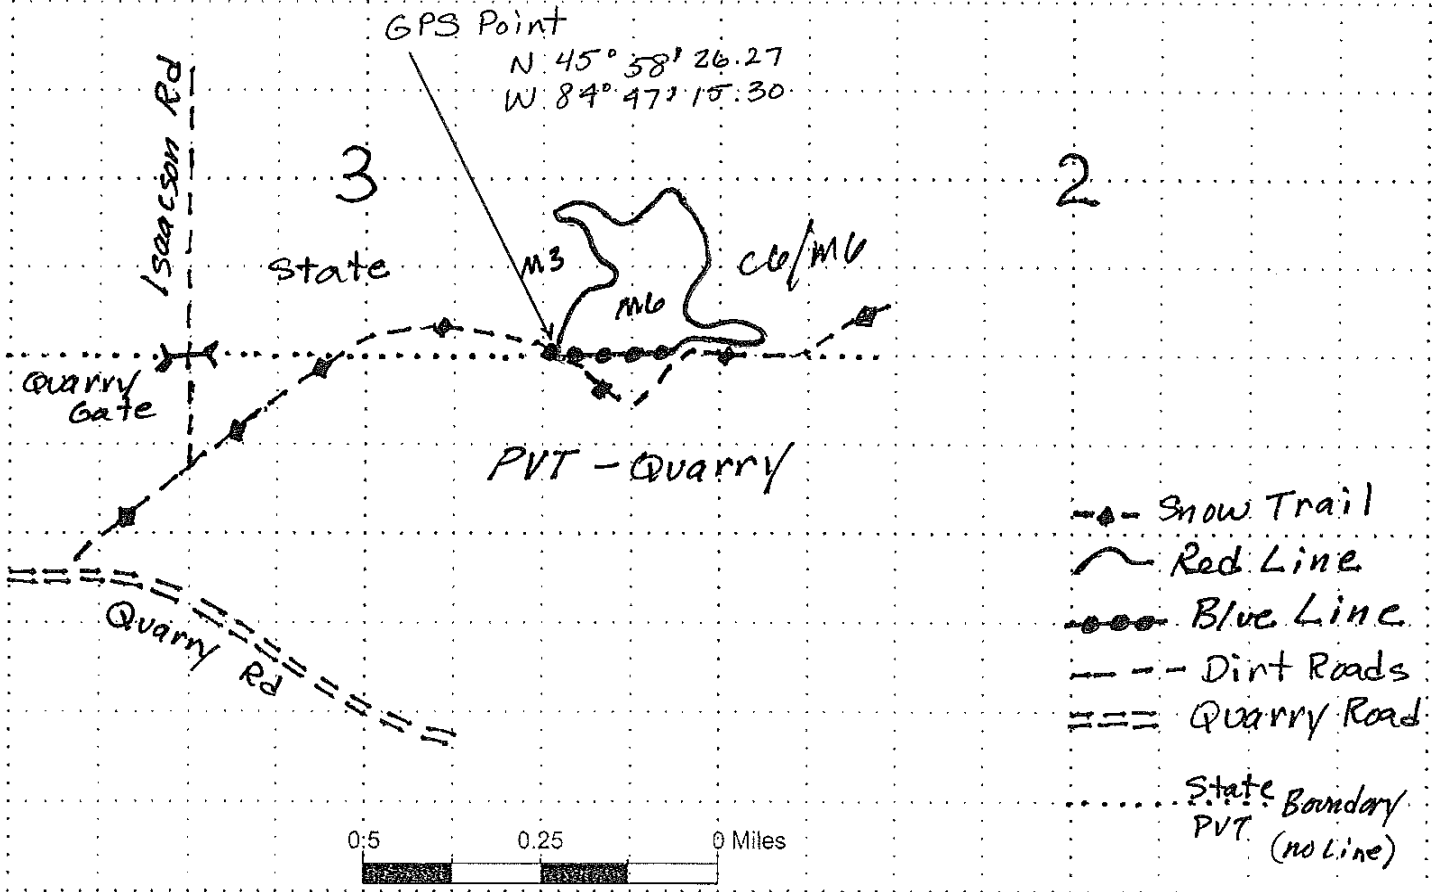 GPS Point
N 45° 58' 26.27
W 84° 47' 15.30
Isaacson Rd
3
2
State
M3
M6
C6/M6
Quarry
Gate
PVT - Quarry
Quarry Rd
Snow Trail
Red Line
Blue Line
Dirt Roads
Quarry Road
State
PVT
Boundary
(no Line)
0.5 0.25 0 Miles